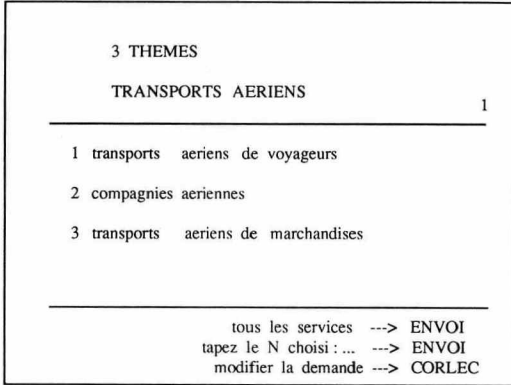 3 THEMES
TRANSPORTS AERIENS
1
1 transports aeriens de voyageurs
2 compagnies aeriennes
3 transports aeriens de marchandises
tous les services ---> ENVOI
tapez le N choisi : ... ---> ENVOI
modifier la demande ---> CORLEC